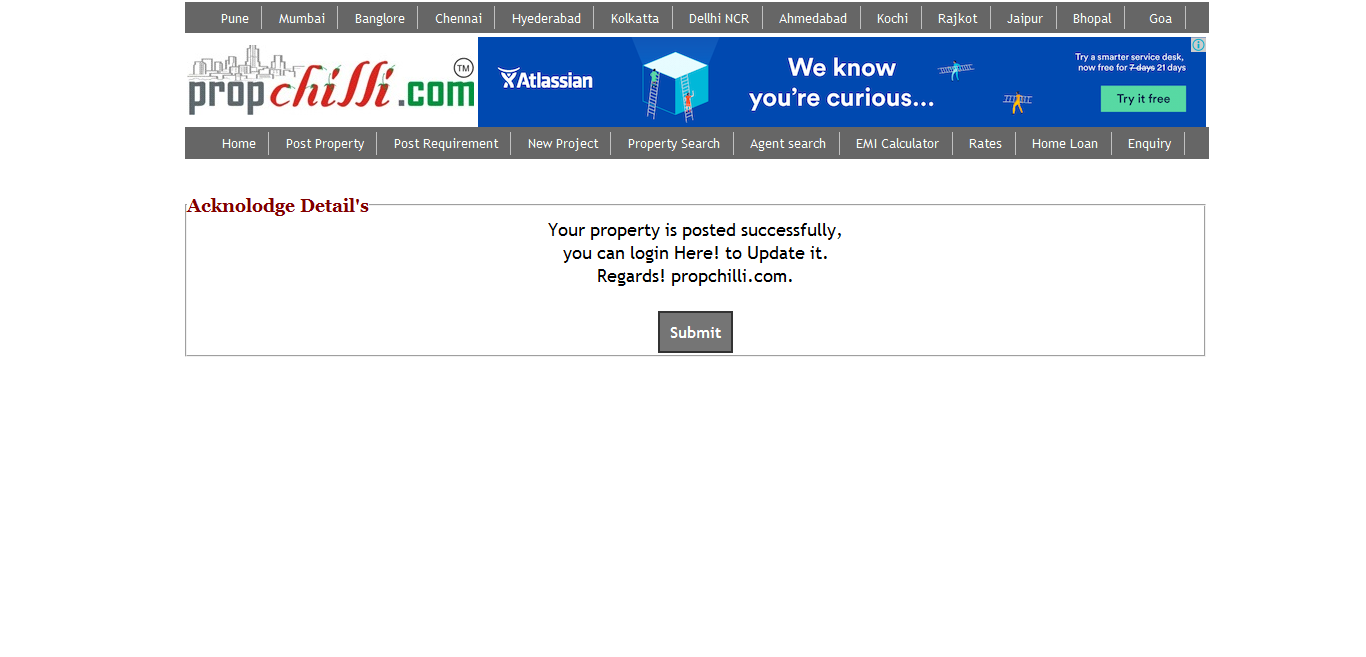 Pune Mumbai Banglore Chennai Hyederabad Kolkatta Dellhi NCR Ahmedabad Kochi Rajkot Jaipur Bhopal Goa
propchilli.com TM
Atlassian
We know
you're curious...
Try a smarter service desk,
now free for 7 days 21 days
Try it free
Home Post Property Post Requirement New Project Property Search Agent search EMI Calculator Rates Home Loan Enquiry
Acknolodge Detail's
Your property is posted successfully,
you can login Here! to Update it.
Regards! propchilli.com.
Submit